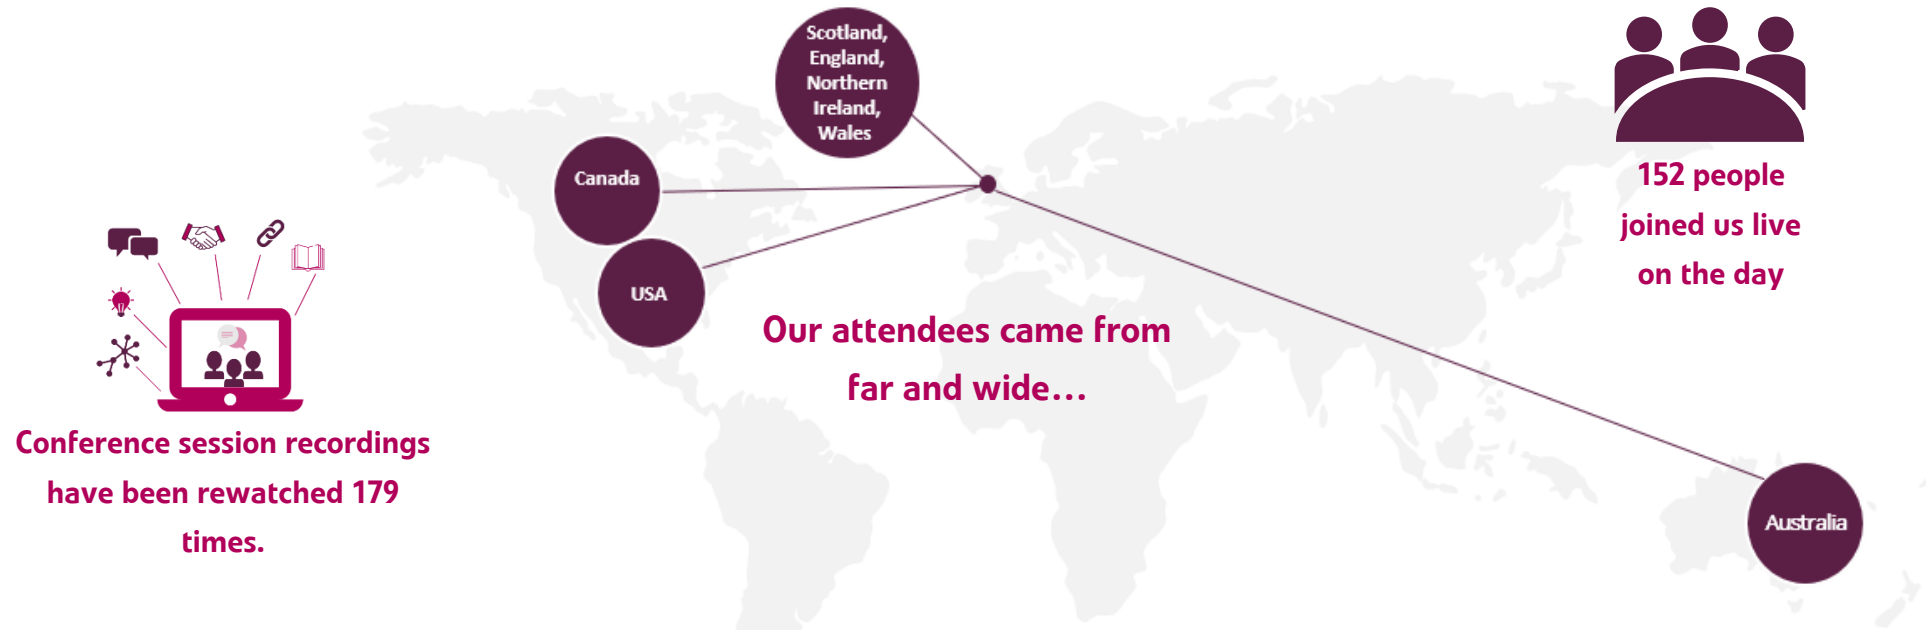 Scotland,
England,
Northern
Ireland,
Wales
Canada
USA
Australia
Our attendees came from
far and wide…
152 people
joined us live
on the day
Conference session recordings
have been rewatched 179
times.